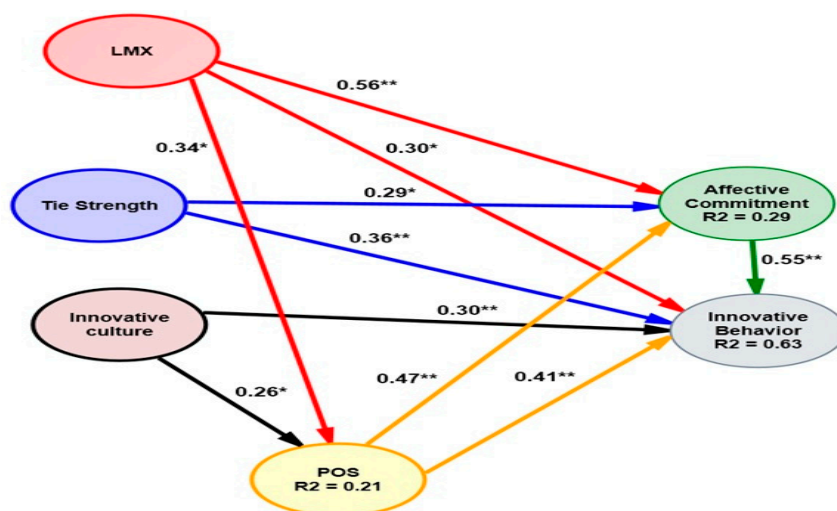 LMX
0.56**
0.34*
0.30*
Tie Strength
0.29*
Affective
Commitment
R2 = 0.29
0.36**
0.55**
Innovative
culture
0.30**
Innovative
Behavior
R2 = 0.63
0.26*
0.47**
0.41**
POS
R2 = 0.21